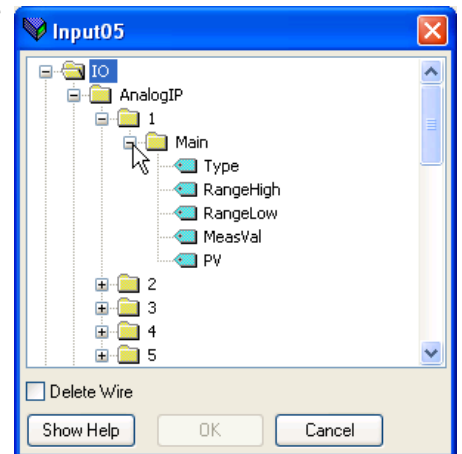 Input05
IO
AnalogIP
1
Main
Type
RangeHigh
RangeLow
MeasVal
PV
2
3
4
5
Delete Wire
Show Help OK Cancel